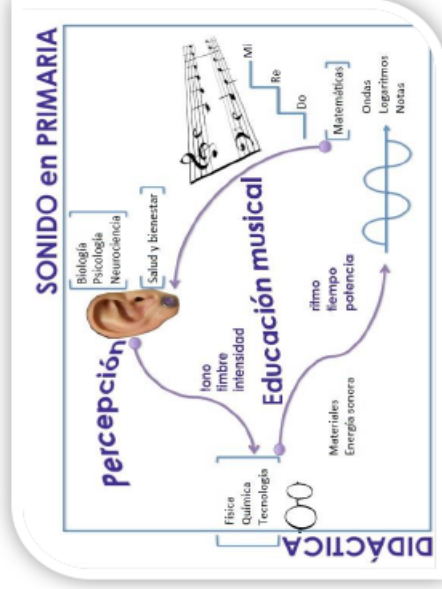 SONIDO en PRIMARIA
percepción
Biología
Psicología
Neurociencia
Salud y bienestar
tono
timbre
intensidad
Educación musical
Mi
Re
Do
Matemáticas
Física
Química
Tecnología
Materiales
Energía sonora
ritmo
tiempo
potencia
Ondas
Logaritmos
Notas
DIDÁCTICA